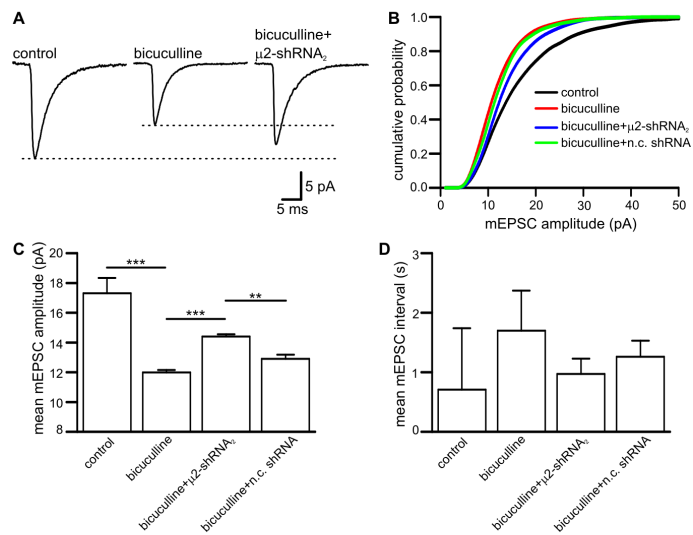 A
control
bicuculline
bicuculline+
μ2-shRNA2
5 pA
5 ms
B
cumulative probability
1.0
0.8
0.6
0.4
0.2
0.0
control
bicuculline
bicuculline+μ2-shRNA2
bicuculline+n.c. shRNA
0 10 20 30 40 50
mEPSC amplitude (pA)
C
mean mEPSC amplitude (pA)
20
18
16
14
12
10
8
***
***
**
control
bicuculline
bicuculline+μ2-shRNA2
bicuculline+n.c. shRNA
D
mean mEPSC interval (s)
3
2
1
0
control
bicuculline
bicuculline+μ2-shRNA2
bicuculline+n.c. shRNA